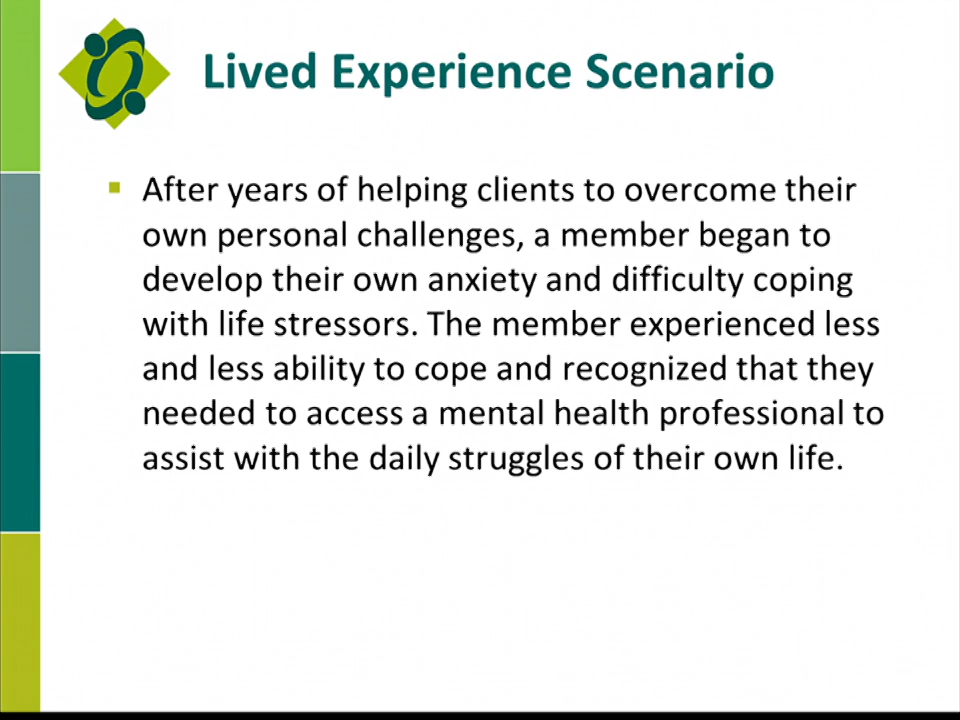 Lived Experience Scenario
After years of helping clients to overcome their
own personal challenges, a member began to
develop their own anxiety and difficulty coping
with life stressors. The member experienced less
and less ability to cope and recognized that they
needed to access a mental health professional to
assist with the daily struggles of their own life.